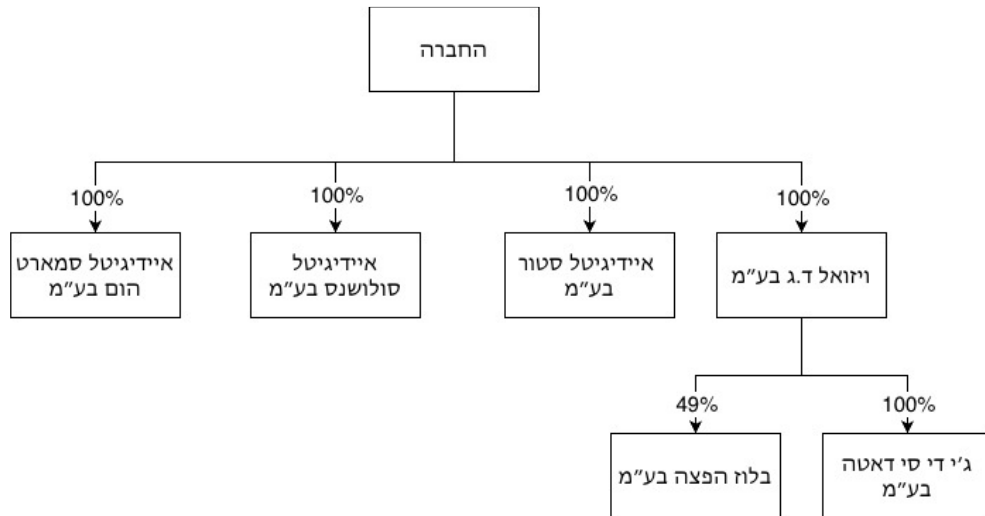 החברה
100%
100%
100%
100%
ויזואל ד.ג בע"מ
איידיגיטל סטור
בע"מ
איידיגיטל
סולושנס בע"מ
איידיגיטל סמארט
הום בע"מ
100%
49%
ג'י די סי דאטה
בע"מ
בלוז הפצה בע"מ